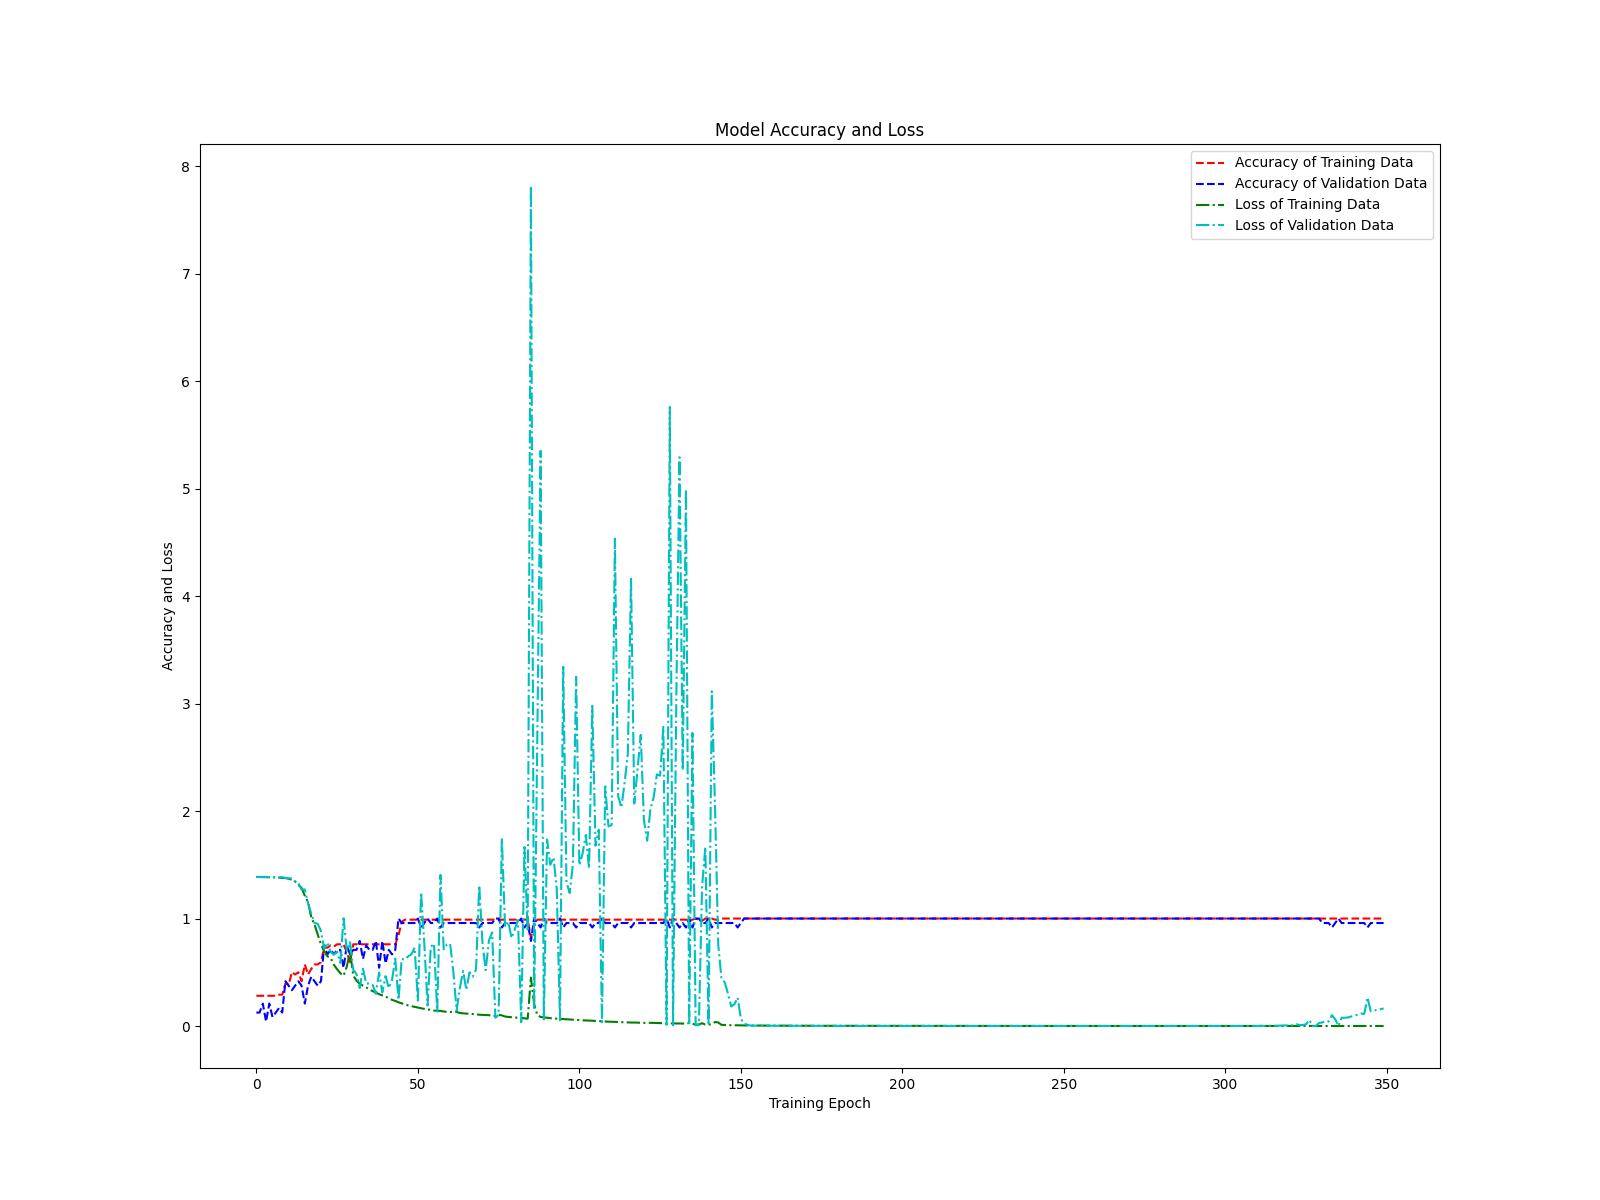 Model Accuracy and Loss
8
7
6
5
4
3
2
1
0
Accuracy and Loss
Accuracy of Training Data
Accuracy of Validation Data
Loss of Training Data
Loss of Validation Data
0 50 100 150 200 250 300 350
Training Epoch